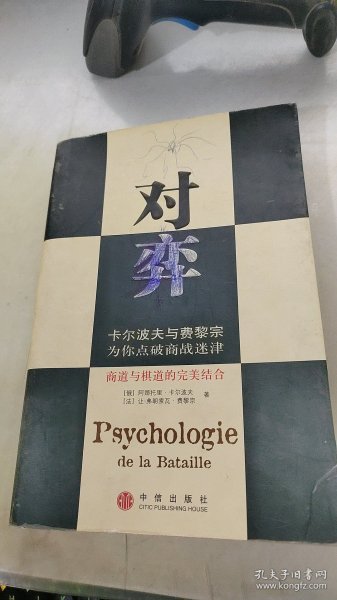 对
弈
卡尔波夫与费黎宗
为你点破商战迷津
商道与棋道的完美结合
［俄］阿那托里·卡尔波夫
［法］让-弗朗索瓦·费黎宗 著
Psychologie
de la Bataille
中信出版社
CITIC PUBLISHING HOUSE
孔夫子旧书网
www.kongfz.com